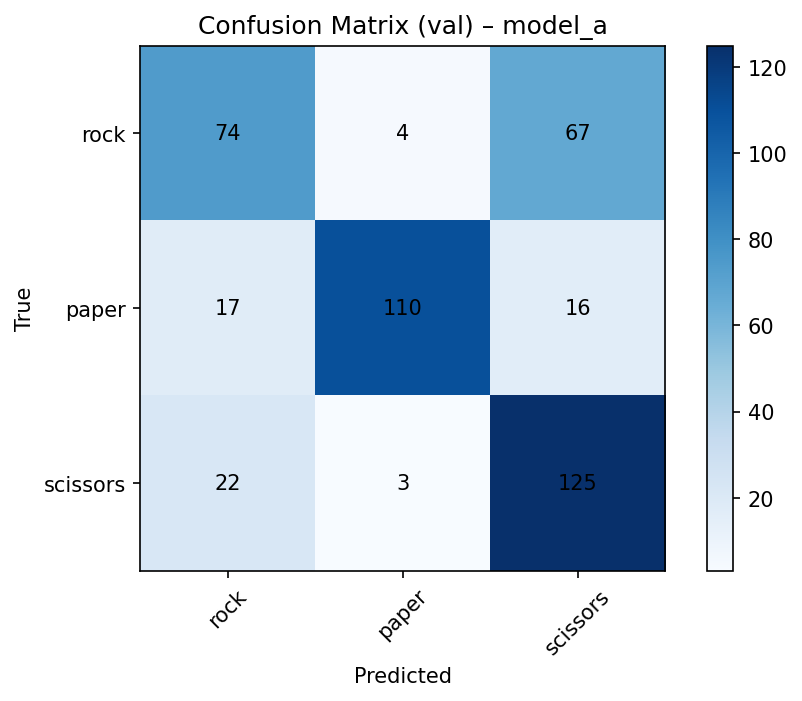 Confusion Matrix (val) – model_a
True
rock
paper
scissors
74 4 67
17 110 16
22 3 125
rock paper scissors
Predicted
120
100
80
60
40
20